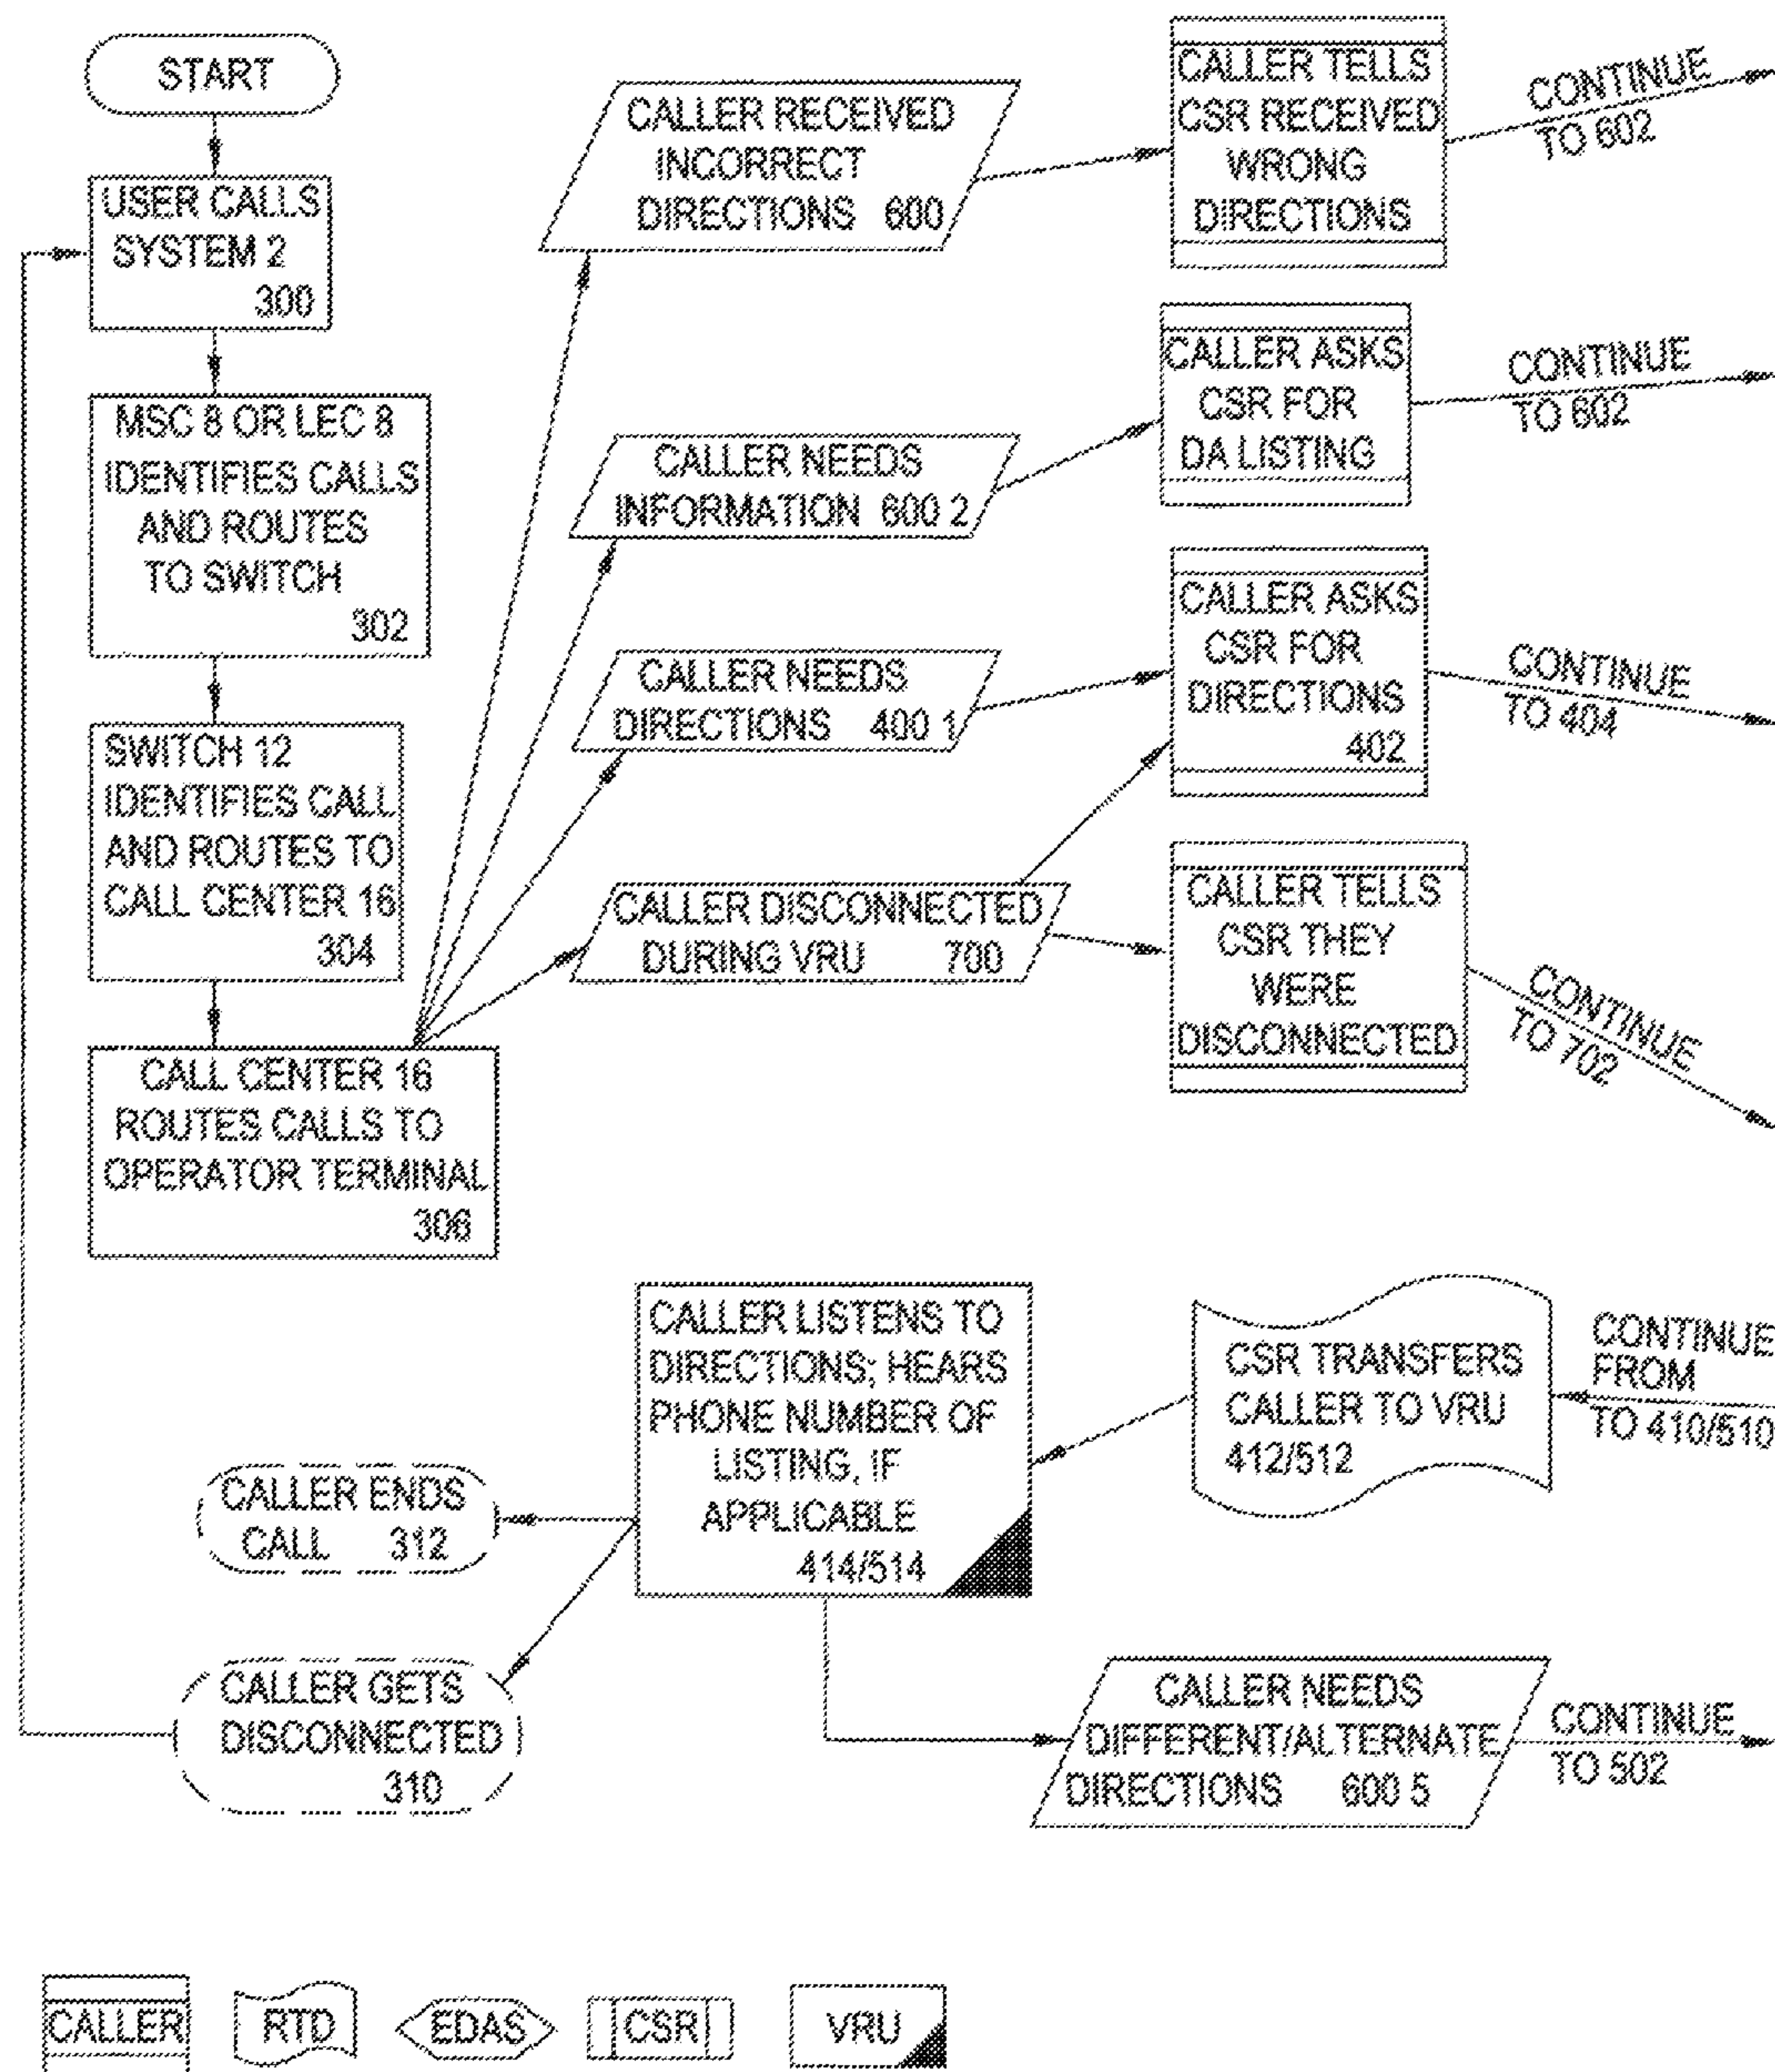 START
USER CALLS
SYSTEM 2
300
MSC 8 OR LEC 8
IDENTIFIES CALLS
AND ROUTES
TO SWITCH
302
SWITCH 12
IDENTIFIES CALL
AND ROUTES TO
CALL CENTER 16
304
CALL CENTER 16
ROUTES CALLS TO
OPERATOR TERMINAL
306
CALLER RECEIVED
INCORRECT
DIRECTIONS 600
CALLER TELLS
CSR RECEIVED
WRONG
DIRECTIONS
CONTINUE
TO 602
CALLER NEEDS
INFORMATION 600 2
CALLER ASKS
CSR FOR
DA LISTING
CONTINUE
TO 602
CALLER NEEDS
DIRECTIONS 400 1
CALLER ASKS
CSR FOR
DIRECTIONS
402
CONTINUE
TO 404
CALLER DISCONNECTED
DURING VRU 700
CALLER TELLS
CSR THEY
WERE
DISCONNECTED
CONTINUE
TO 702
CONTINUE
FROM
TO 410/510
CSR TRANSFERS
CALLER TO VRU
412/512
CALLER LISTENS TO
DIRECTIONS; HEARS
PHONE NUMBER OF
LISTING, IF
APPLICABLE
414/514
CALLER ENDS
CALL 312
CALLER GETS
DISCONNECTED
310
CALLER NEEDS
DIFFERENT/ALTERNATE
DIRECTIONS 600 5
CONTINUE
TO 502
CALLER
RTD
EDAS
CSR
VRU